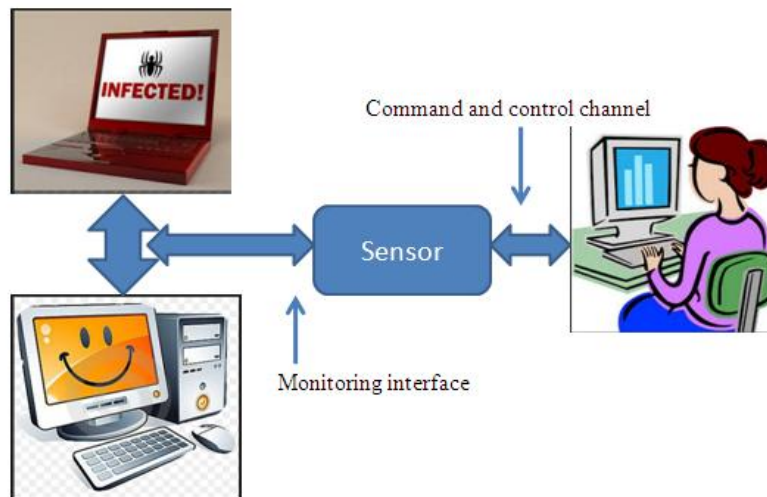 INFECTED!
Command and control channel
Sensor
Monitoring interface